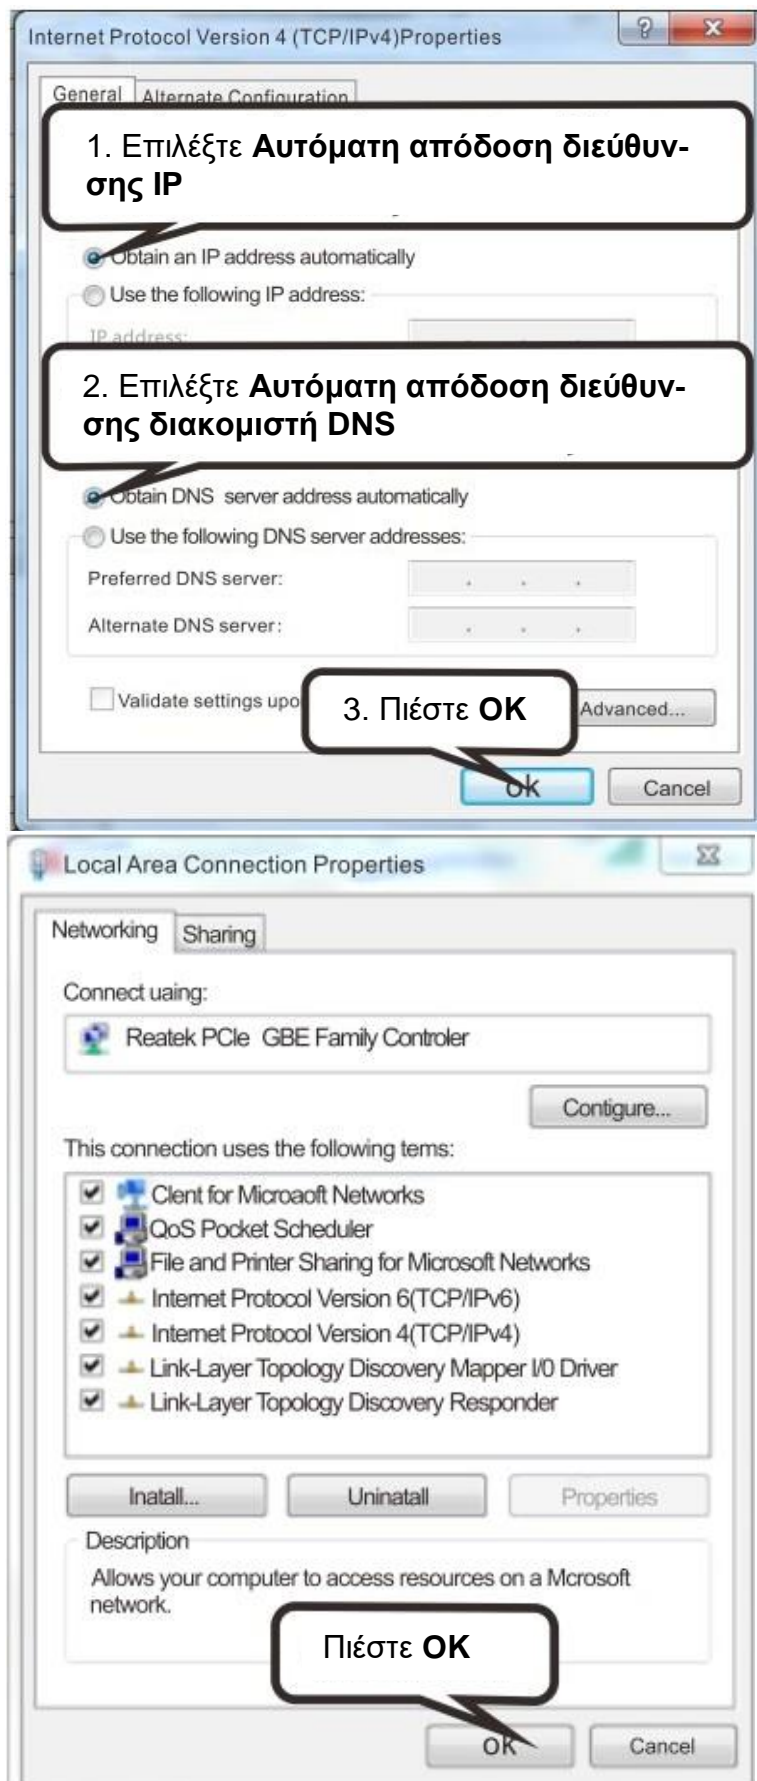 Internet Protocol Version 4 (TCP/IPv4)Properties
General Alternate Configuration
1. Επιλέξτε Αυτόματη απόδοση διεύθυν-
σης IP
Obtain an IP address automatically
Use the following IP address:
IP address:
2. Επιλέξτε Αυτόματη απόδοση διεύθυν-
σης διακομιστή DNS
Obtain DNS server address automatically
Use the following DNS server addresses:
Preferred DNS server:
Alternate DNS server:
Validate settings upo
3. Πιέστε OK
Advanced...
ok Cancel
Local Area Connection Properties
Networking Sharing
Connect uaing:
Reatek PCle GBE Family Controler
Contigure...
This connection uses the following tems:
Clent for Microaoft Networks
QoS Pocket Scheduler
File and Printer Sharing for Microsoft Networks
Internet Protocol Version 6(TCP/IPv6)
Internet Protocol Version 4(TCP/IPv4)
Link-Layer Topology Discovery Mapper I/0 Driver
Link-Layer Topology Discovery Responder
Inatall... Uninatall Properties
Description
Allows your computer to access resources on a Mcrosoft
network.
Πιέστε OK
OK Cancel